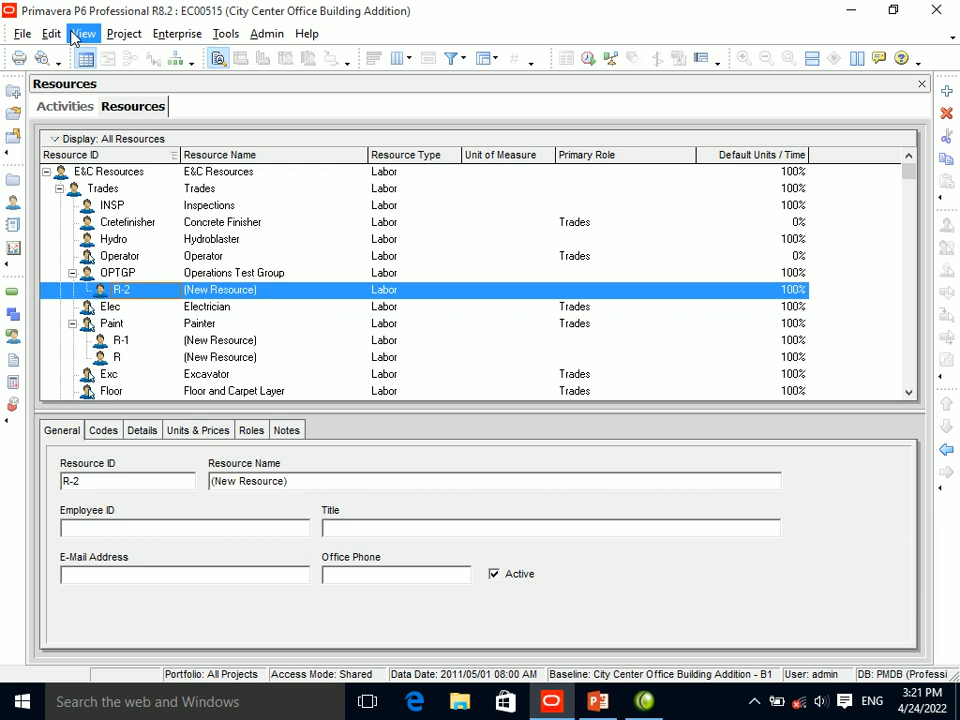 Primavera P6 Professional R8.2 : EC00515 (City Center Office Building Addition)
File Edit View Project Enterprise Tools Admin Help
Resources
Activities Resources
Display: All Resources
Resource ID Resource Name Resource Type Unit of Measure Primary Role Default Units / Time
E&C Resources E&C Resources Labor 100%
Trades Trades Labor 100%
INSP Inspections Labor 100%
Cretefinisher Concrete Finisher Labor Trades 0%
Hydro Hydroblaster Labor 100%
Operator Operator Labor Trades 0%
OPTGP Operations Test Group Labor 100%
R-2 (New Resource) Labor 100%
Elec Electrician Labor Trades 100%
Paint Painter Labor Trades 100%
R-1 (New Resource) Labor 100%
R (New Resource) Labor 100%
Exc Excavator Labor Trades 100%
Floor Floor and Carpet Layer Labor Trades 100%
General Codes Details Units & Prices Roles Notes
Resource ID Resource Name
R-2 (New Resource)
Employee ID Title
E-Mail Address Office Phone
Active
Portfolio: All Projects Access Mode: Shared Data Date: 2011/05/01 08:00 AM Baseline: City Center Office Building Addition - B1 User: admin DB: PMDB (Professi
Search the web and Windows
ENG
3:21 PM
4/24/2022